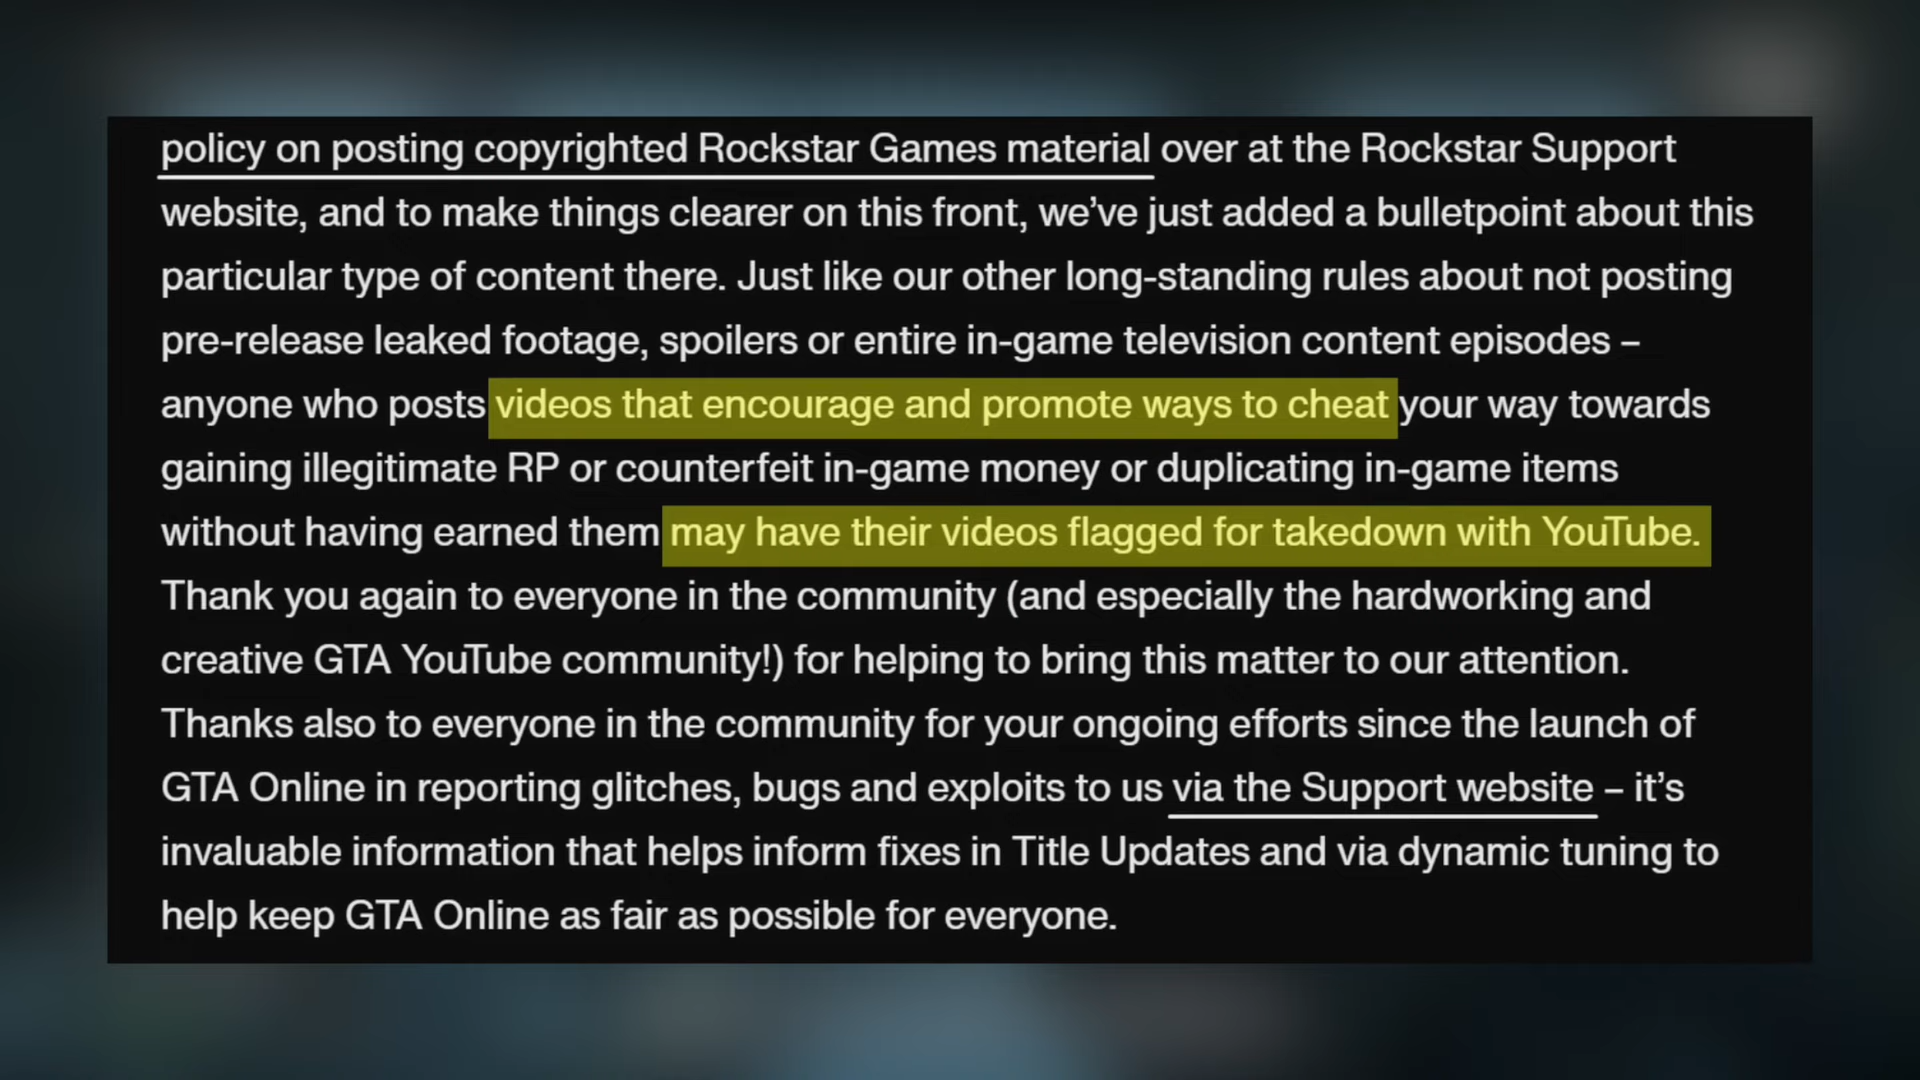 policy on posting copyrighted Rockstar Games material over at the Rockstar Support
website, and to make things clearer on this front, we’ve just added a bulletpoint about this
particular type of content there. Just like our other long-standing rules about not posting
pre-release leaked footage, spoilers or entire in-game television content episodes –
anyone who posts videos that encourage and promote ways to cheat your way towards
gaining illegitimate RP or counterfeit in-game money or duplicating in-game items
without having earned them may have their videos flagged for takedown with YouTube.
Thank you again to everyone in the community (and especially the hardworking and
creative GTA YouTube community!) for helping to bring this matter to our attention.
Thanks also to everyone in the community for your ongoing efforts since the launch of
GTA Online in reporting glitches, bugs and exploits to us via the Support website – it’s
invaluable information that helps inform fixes in Title Updates and via dynamic tuning to
help keep GTA Online as fair as possible for everyone.